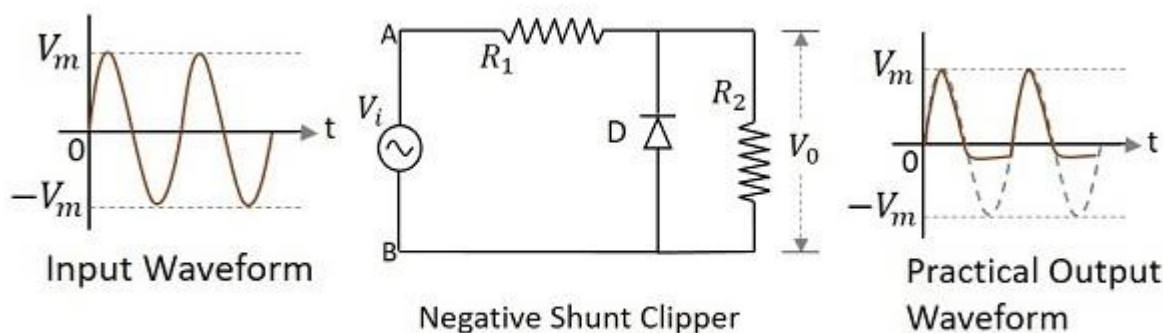 V_m
0
t
-V_m
Input Waveform
A
R_1
V_i
D
R_2
V_0
B
Negative Shunt Clipper
V_m
0
t
-V_m
Practical Output
Waveform